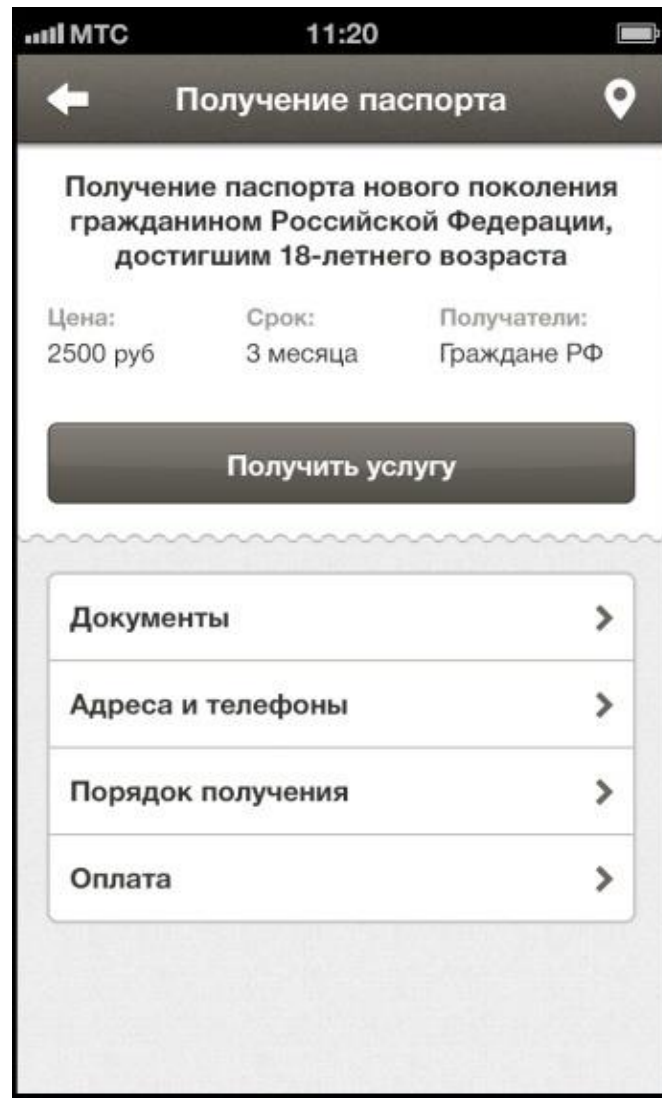 МТС 11:20
Получение паспорта
Получение паспорта нового поколения
гражданином Российской Федерации,
достигшим 18-летнего возраста
Цена: Срок: Получатели:
2500 руб 3 месяца Граждане РФ
Получить услугу
Документы
Адреса и телефоны
Порядок получения
Оплата